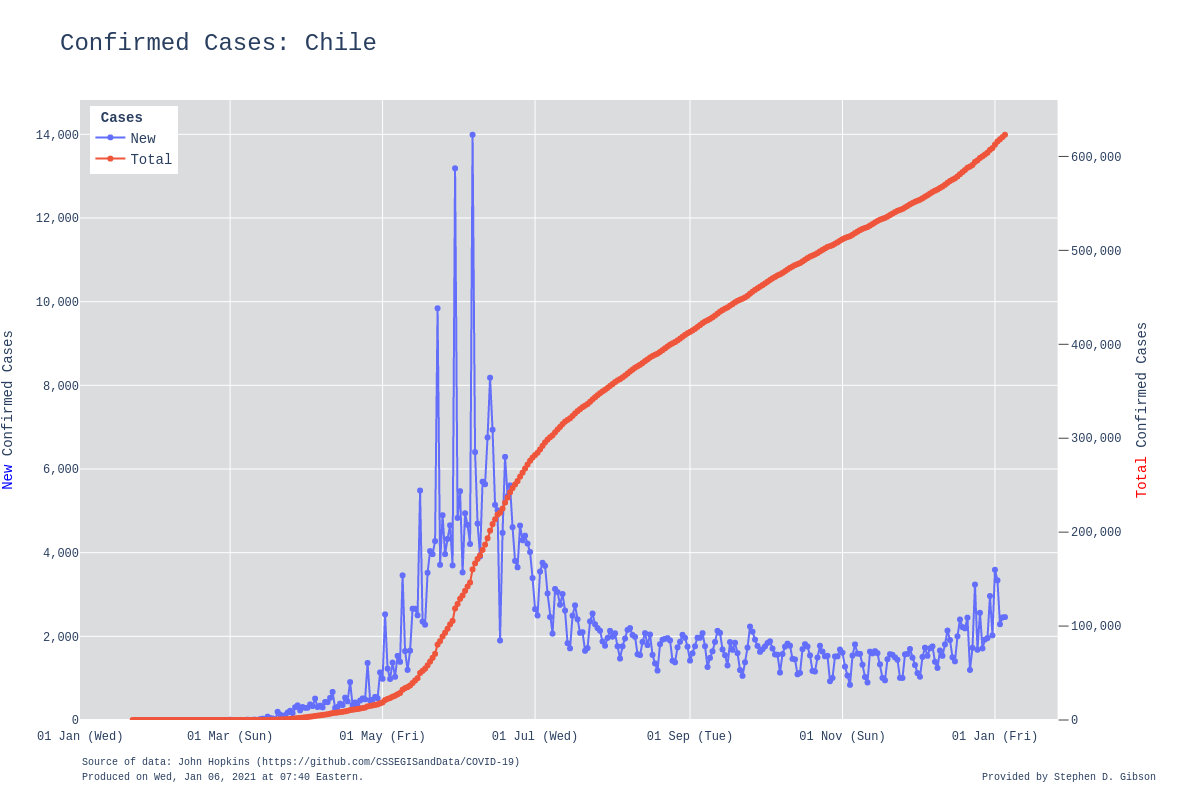 Confirmed Cases: Chile
Cases
New
Total
14,000
12,000
10,000
8,000
6,000
4,000
2,000
0
New Confirmed Cases
600,000
500,000
400,000
300,000
200,000
100,000
0
Total Confirmed Cases
01 Jan (Wed) 01 Mar (Sun) 01 May (Fri) 01 Jul (Wed) 01 Sep (Tue) 01 Nov (Sun) 01 Jan (Fri)
Source of data: John Hopkins (https://github.com/CSSEGISandData/COVID-19)
Produced on Wed, Jan 06, 2021 at 07:40 Eastern.
Provided by Stephen D. Gibson